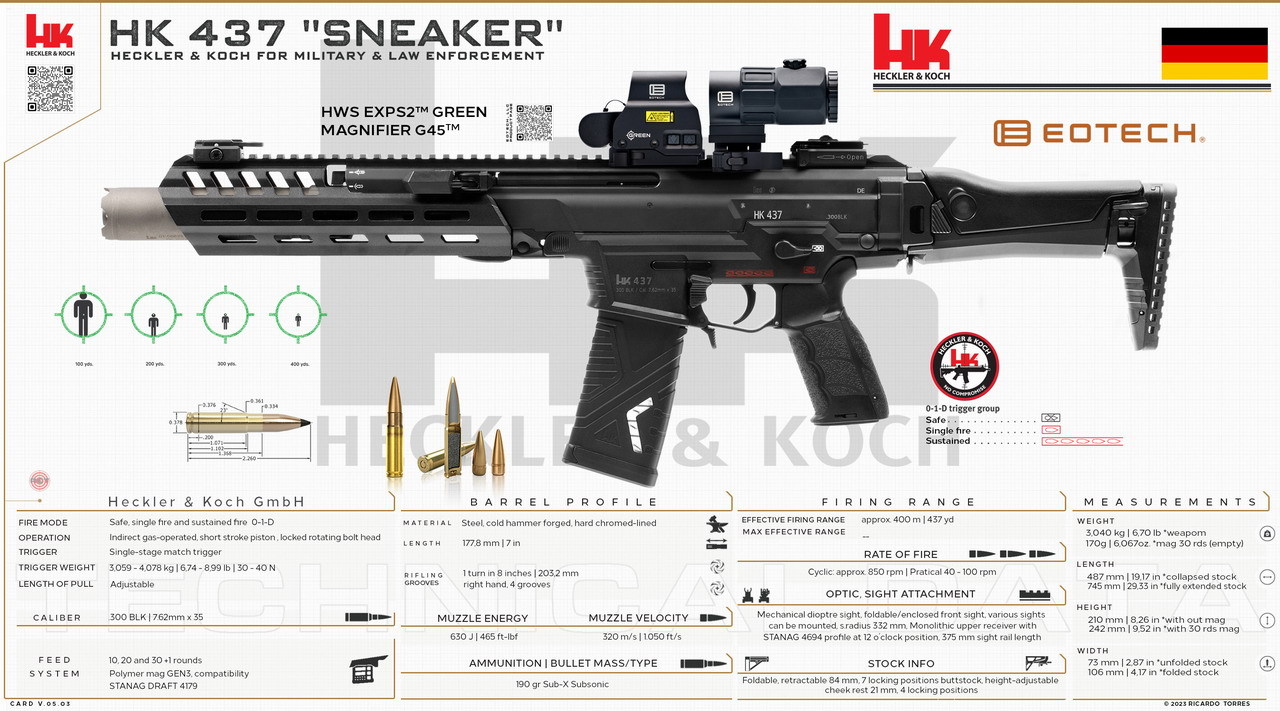 HK
HECKLER & KOCH
HK 437 "SNEAKER"
HECKLER & KOCH FOR MILITARY & LAW ENFORCEMENT
HK
HECKLER & KOCH
HWS EXPS2™ GREEN
MAGNIFIER G45™
EOTECH
EOTECH
GREEN
EOTECH®
Open
DE
HK 437
.300BLK
HK 437
100 yds.
200 yds.
300 yds.
400 yds.
HECKLER & KOCH
HK
NO COMPROMISE
0-1-D trigger group
Safe . . . . . . . . . . . . .
Single fire . . . . . . . . . .
Sustained . . . . . . . . . . .
0.376
0.361
23°
0.334
0.378
.200
1.071
1.102
1.368
2.260
HK
HECKLER & KOCH
Heckler & Koch GmbH
FIRE MODE Safe, single fire and sustained fire 0-1-D
OPERATION Indirect gas-operated, short stroke piston , locked rotating bolt head
TRIGGER Single-stage match trigger
TRIGGER WEIGHT 3,059 - 4.078 kg | 6,74 - 8.99 lb | 30 - 40 N
LENGTH OF PULL Adjustable
CALIBER .300 BLK | 7.62mm x 35
FEED SYSTEM
10, 20 and 30 +1 rounds
Polymer mag GEN3, compatibility
STANAG DRAFT 4179
BARREL PROFILE
MATERIAL Steel, cold hammer forged, hard chromed-lined
LENGTH 177,8 mm | 7 in
RIFLING GROOVES
1 turn in 8 inches | 203,2 mm
right hand, 4 grooves
MUZZLE ENERGY MUZZLE VELOCITY
630 J | 465 ft-lbf 320 m/s | 1.050 ft/s
AMMUNITION | BULLET MASS/TYPE
190 gr Sub-X Subsonic
FIRING RANGE
EFFECTIVE FIRING RANGE approx. 400 m | 437 yd
MAX EFFECTIVE RANGE __
RATE OF FIRE
Cyclic: approx. 850 rpm | Pratical 40 - 100 rpm
OPTIC, SIGHT ATTACHMENT
Mechanical dioptre sight, foldable/enclosed front sight, various sights
can be mounted, s.radius 332 mm, Monolithic upper receiver with
STANAG 4694 profile at 12 o'clock position, 375 mm sight rail length
STOCK INFO
Foldable, retractable 84 mm, 7 locking positions buttstock, height-adjustable
cheek rest 21 mm, 4 locking positions
MEASUREMENTS
WEIGHT
3,040 kg | 6,70 lb *weapon
170g | 6,067oz. *mag 30 rds (empty)
LENGTH
487 mm | 19,17 in *collapsed stock
745 mm | 29,33 in *fully extended stock
HEIGHT
210 mm | 8,26 in *with out mag
242 mm | 9,52 in *with 30 rds mag
WIDTH
73 mm | 2,87 in *unfolded stock
106 mm | 4,17 in *folded stock
TECHNICAL DATA
CARD V.05.03
© 2023 RICARDO TORRES